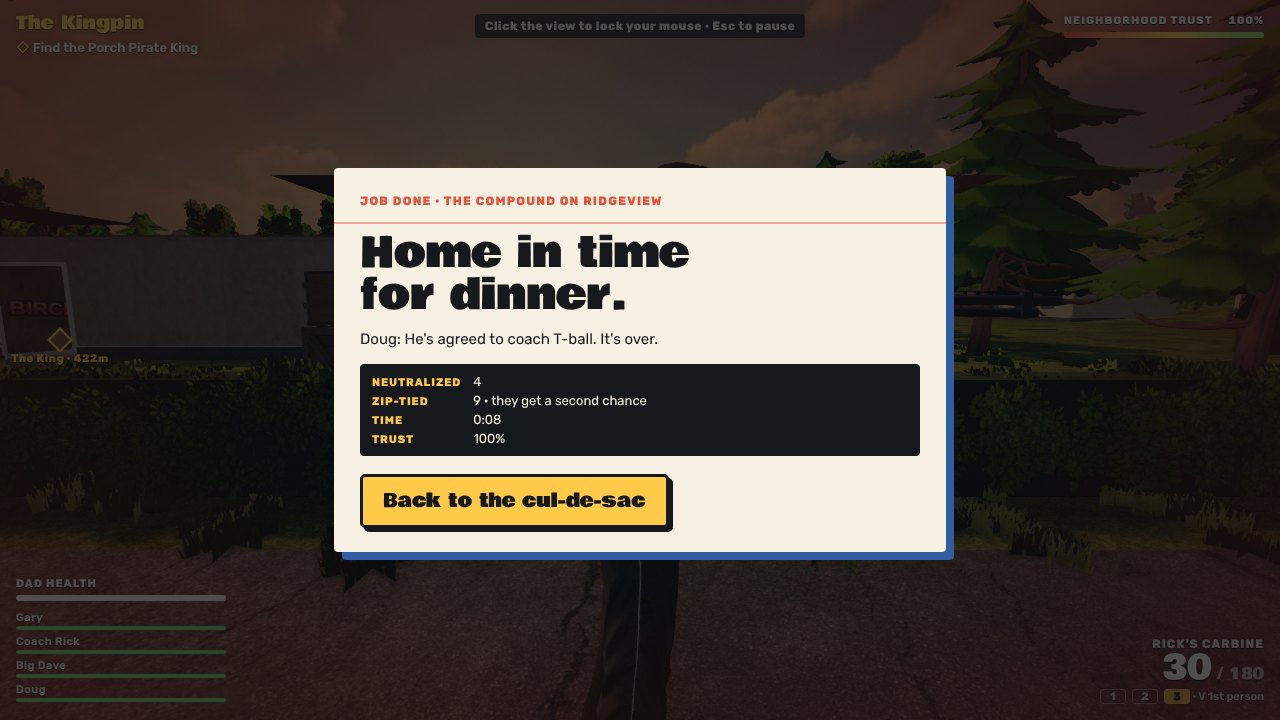 The Kingpin
Find the Porch Pirate King
Click the view to lock your mouse • Esc to pause
NEIGHBORHOOD TRUST 100%
JOB DONE • THE COMPOUND ON RIDGEVIEW
Home in time
for dinner.
Doug: He's agreed to coach T-ball. It's over.
NEUTRALIZED 4
ZIP-TIED 9 • they get a second chance
TIME 0:08
TRUST 100%
Back to the cul-de-sac
BIRC
The King • 422m
DAD HEALTH
Gary
Coach Rick
Big Dave
Doug
RICK'S CARBINE
30 / 180
1 2 3 • V 1st person